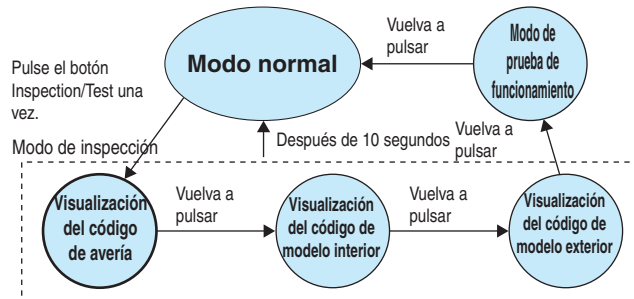 Vuelva a
pulsar
Modo de
prueba de
funcionamiento
Modo normal
Pulse el botón
Inspection/Test una
vez.
Después de 10 segundos
Vuelva a
pulsar
Modo de inspección
Visualización
del código
de avería
Vuelva a
pulsar
Visualización
del código de
modelo interior
Vuelva a
pulsar
Visualización
del código de
modelo exterior